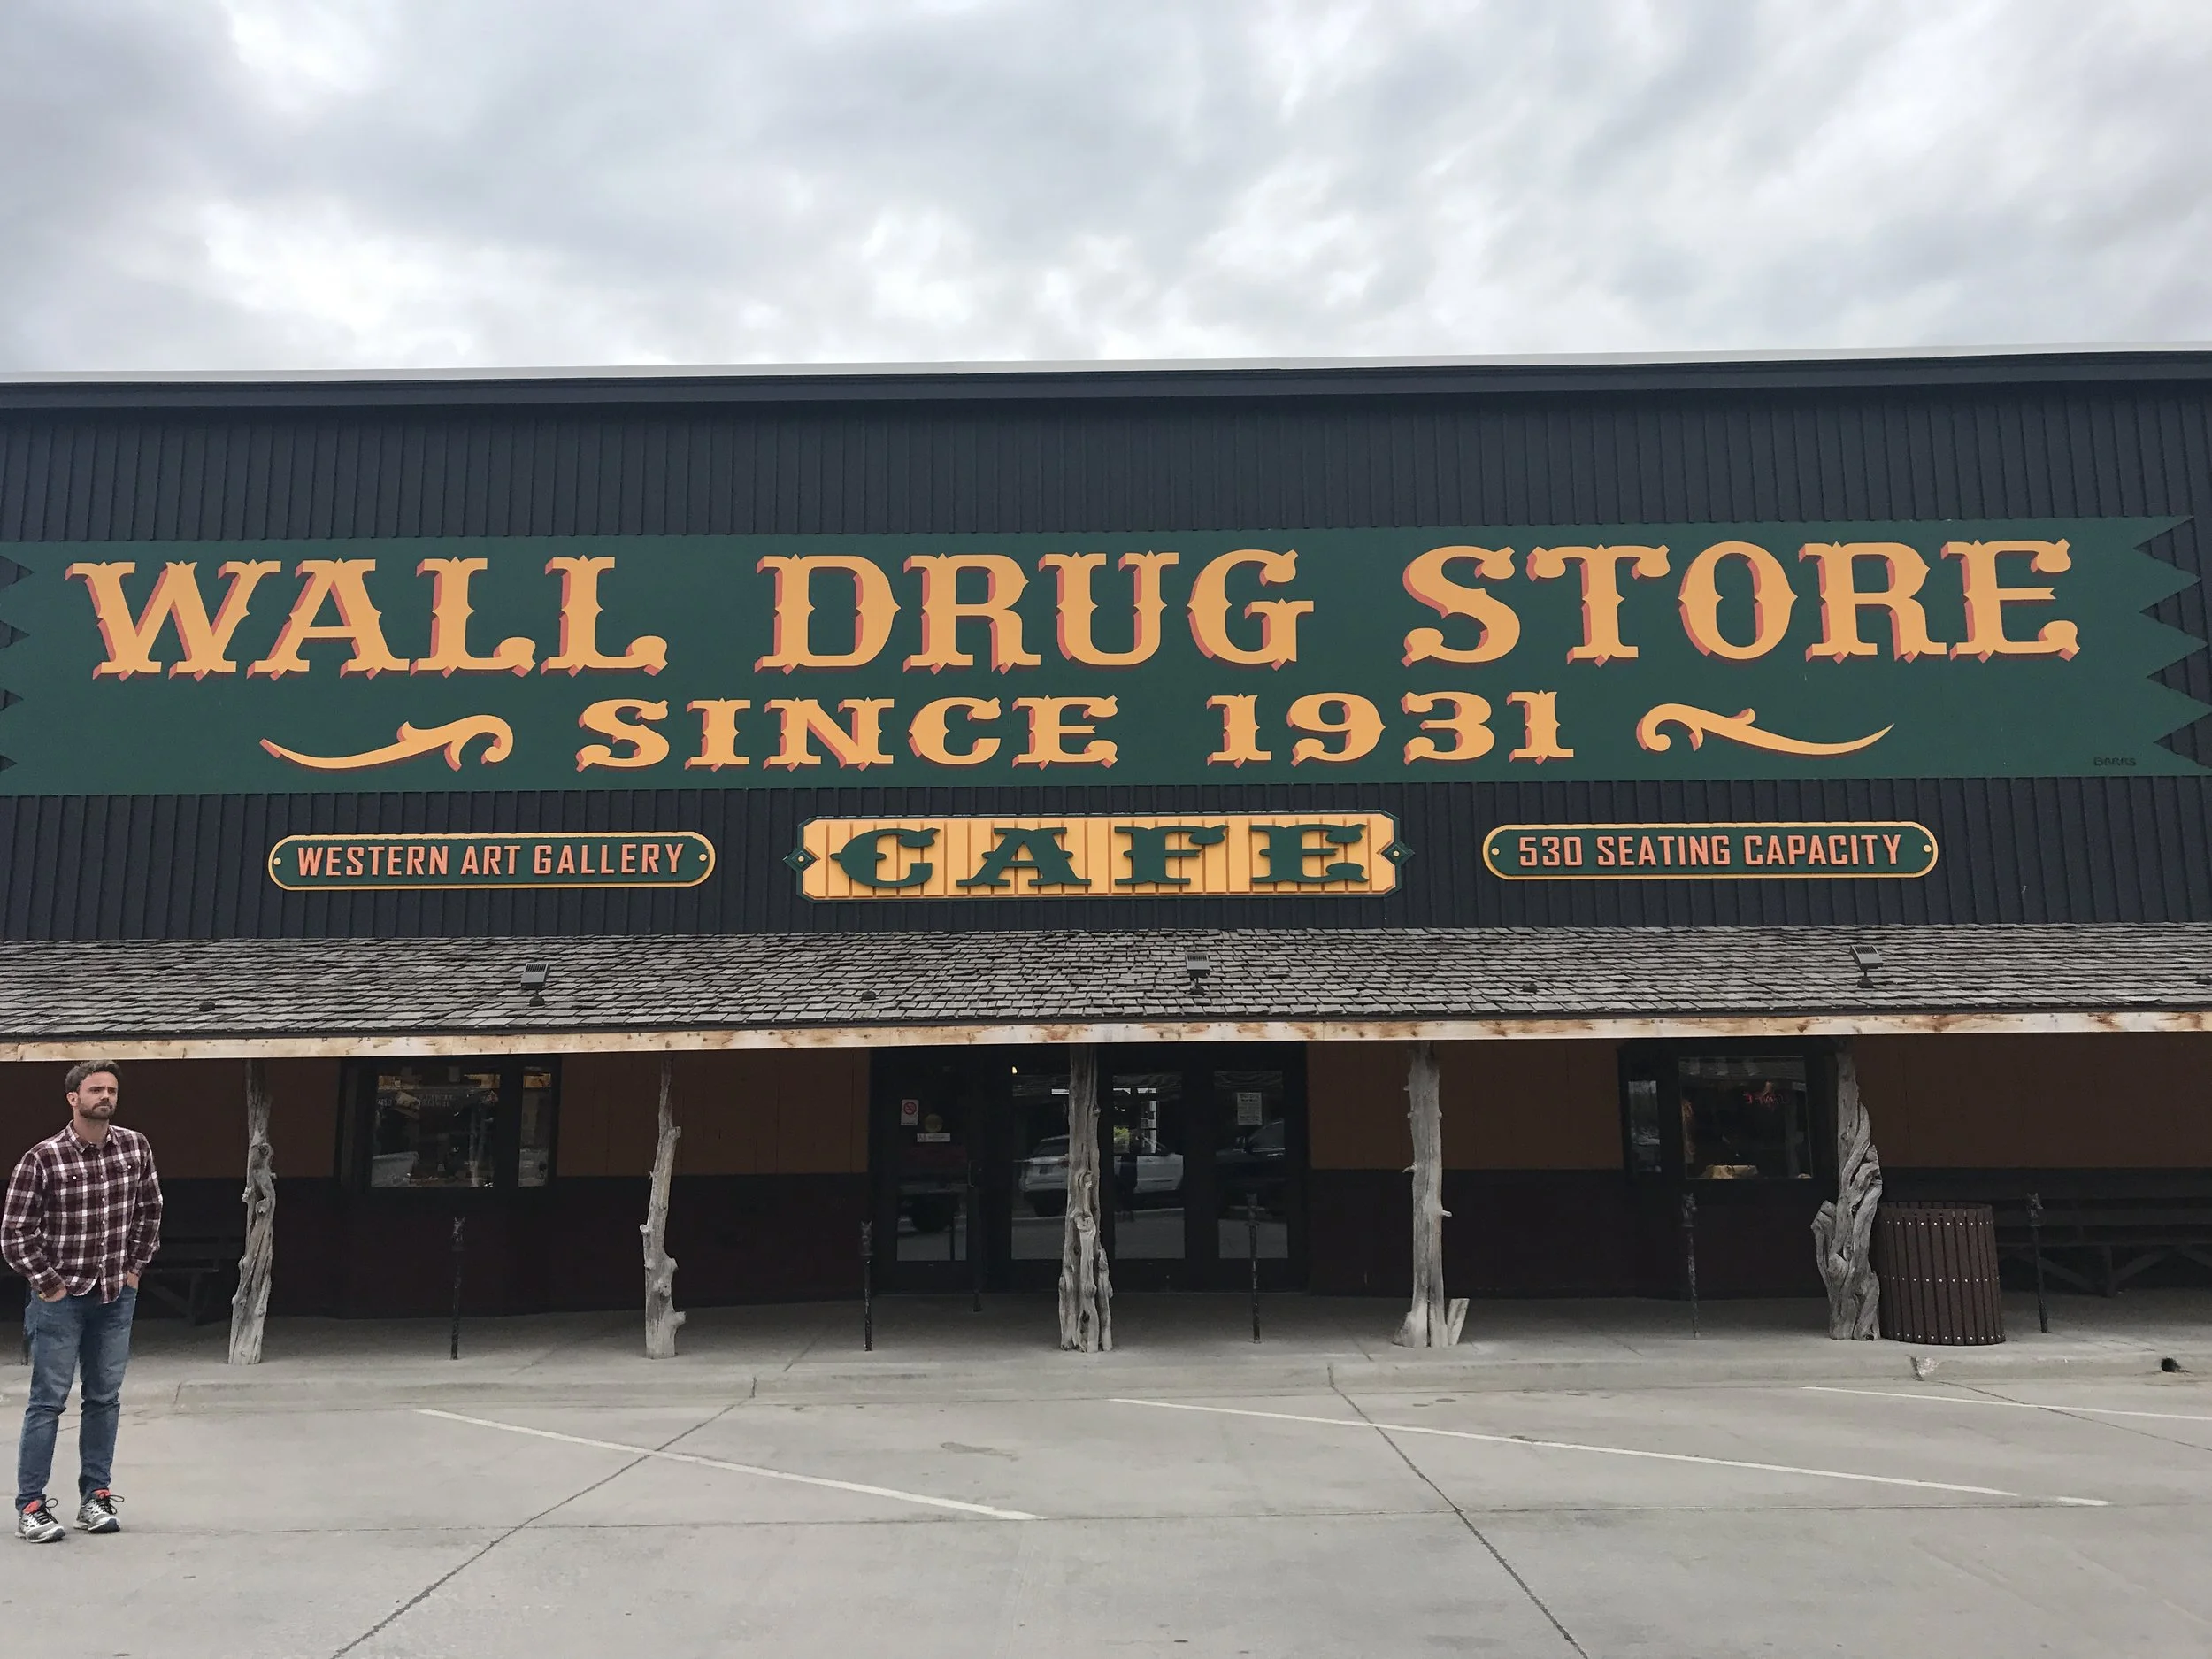 WALL DRUG STORE
SINCE 1931
WESTERN ART GALLERY
CAFE
530 SEATING CAPACITY